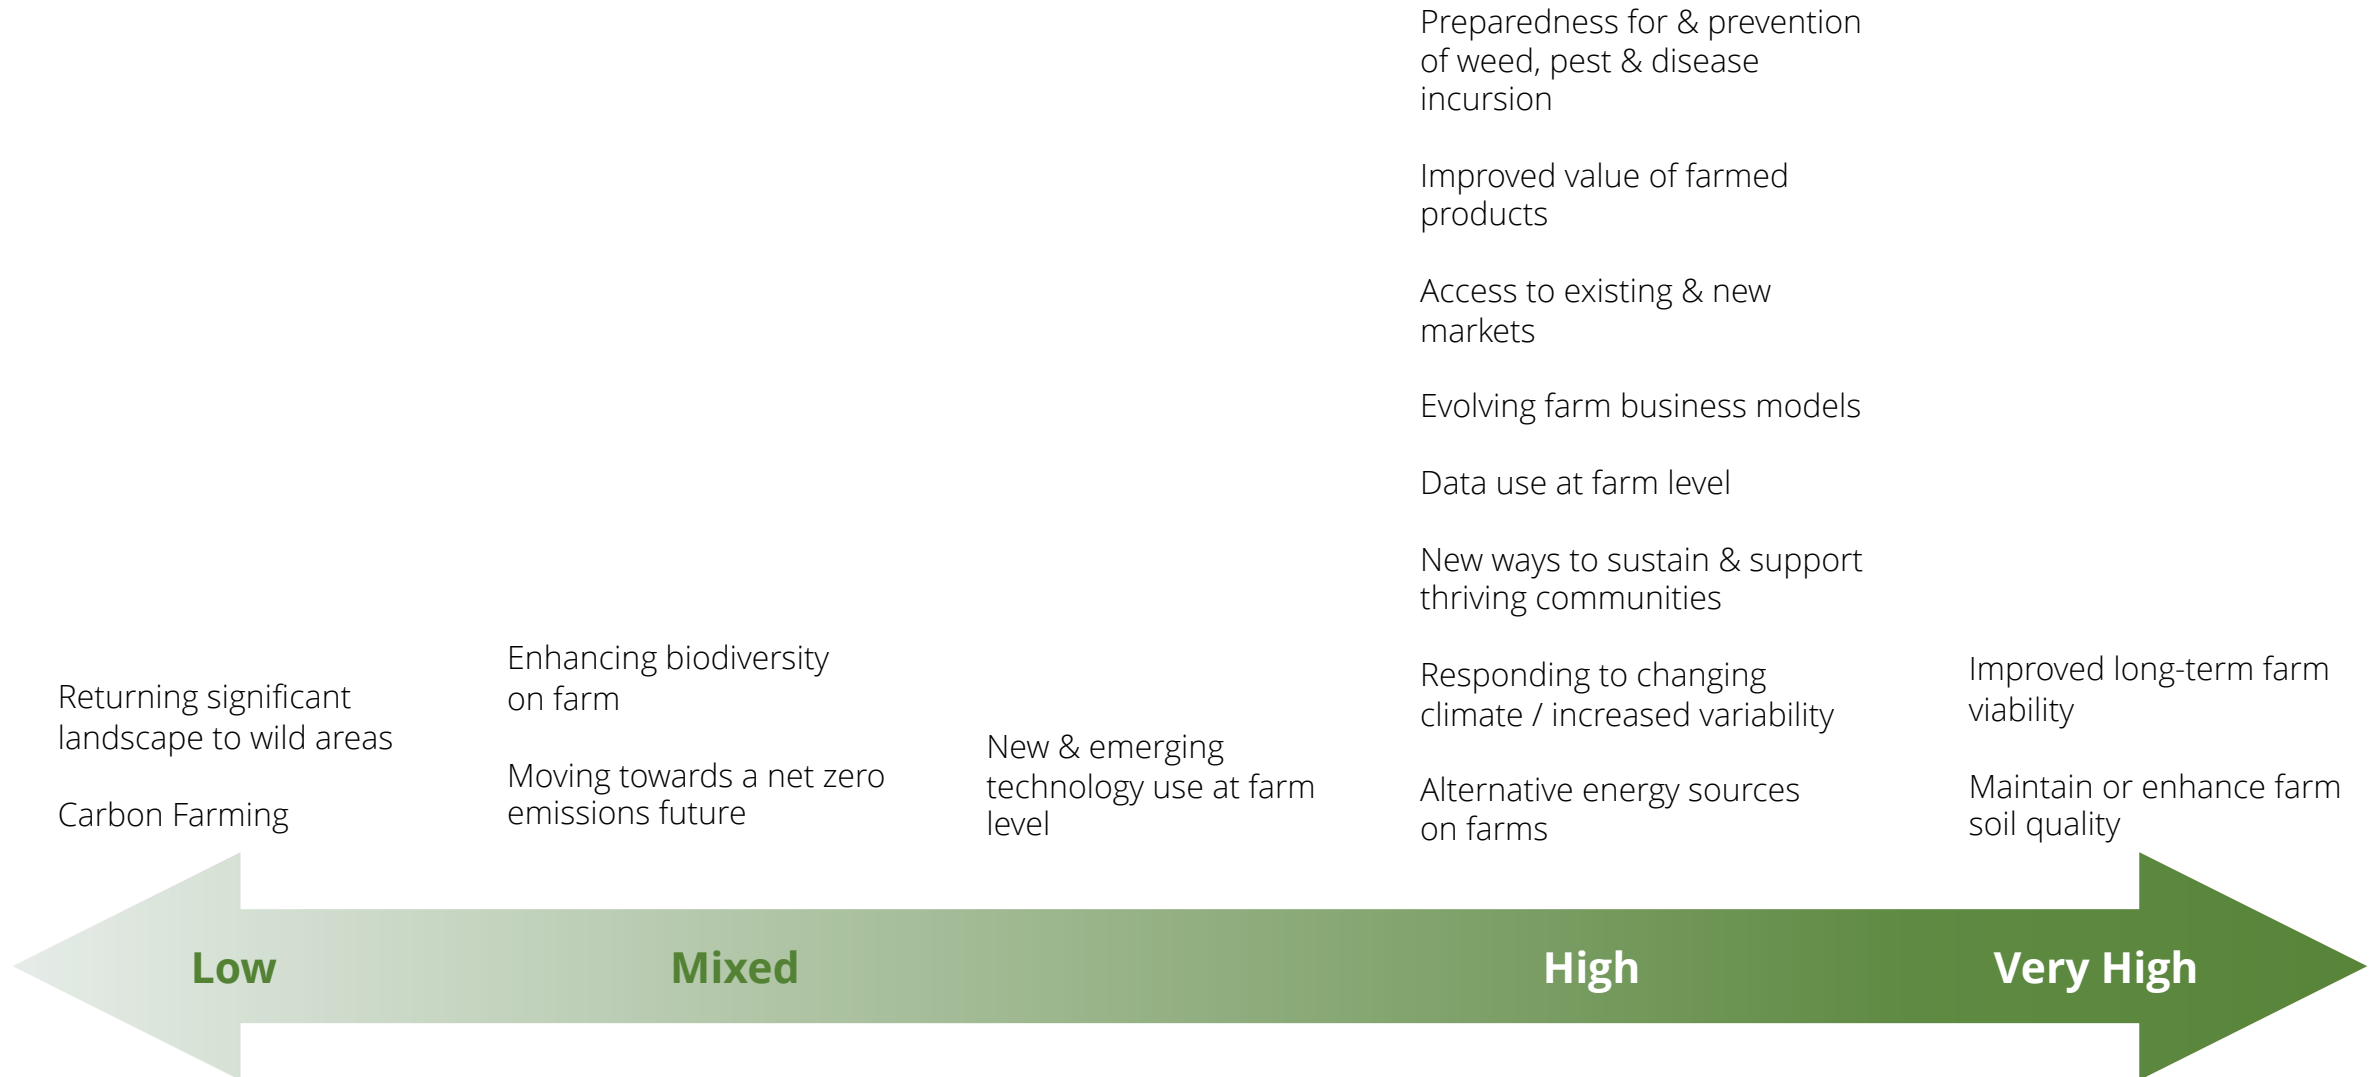 Returning significant
landscape to wild areas
Carbon Farming
Enhancing biodiversity
on farm
Moving towards a net zero
emissions future
New & emerging
technology use at farm
level
Preparedness for & prevention
of weed, pest & disease
incursion
Improved value of farmed
products
Access to existing & new
markets
Evolving farm business models
Data use at farm level
New ways to sustain & support
thriving communities
Responding to changing
climate / increased variability
Alternative energy sources
on farms
Improved long-term farm
viability
Maintain or enhance farm
soil quality
Low
Mixed
High
Very High